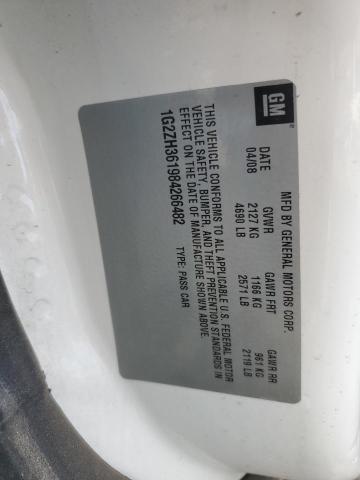 GM
®
MFD BY GENERAL MOTORS CORP.
DATE GVWR GAWR FRT GAWR RR
04/08 2127 KG 1166 KG 961 KG
4690 LB 2571 LB 2119 LB
THIS VEHICLE CONFORMS TO ALL APPLICABLE U.S. FEDERAL MOTOR
VEHICLE SAFETY, BUMPER, AND THEFT PREVENTION STANDARDS IN
EFFECT ON THE DATE OF MANUFACTURE SHOWN ABOVE.
1G2ZH361984266482 TYPE: PASS CAR